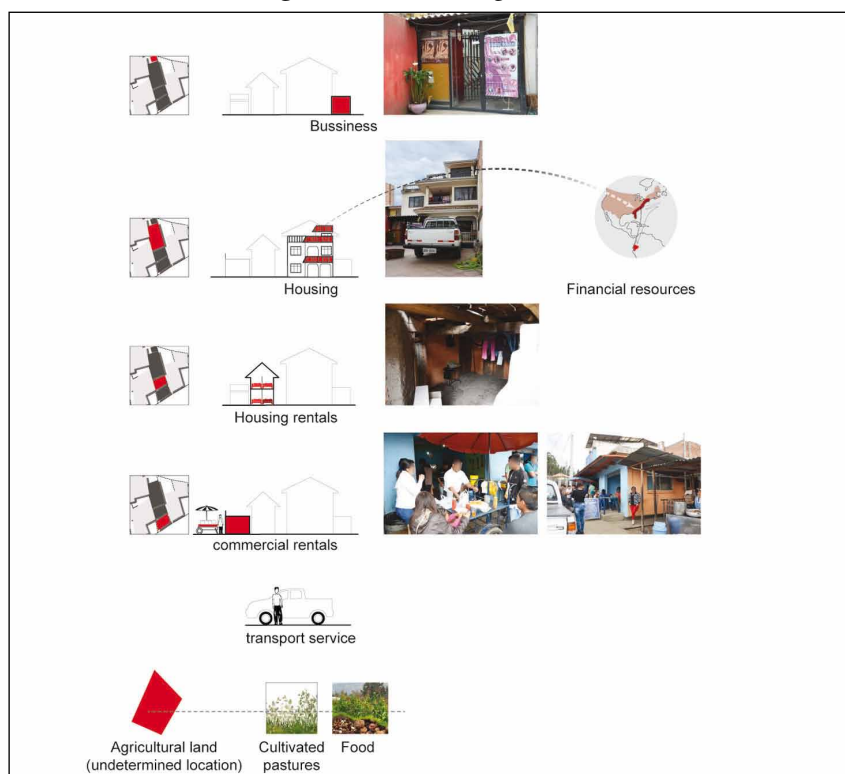 Bussiness
Housing
Financial resources
Housing rentals
commercial rentals
transport service
Agricultural land
(undetermined location)
Cultivated
pastures
Food